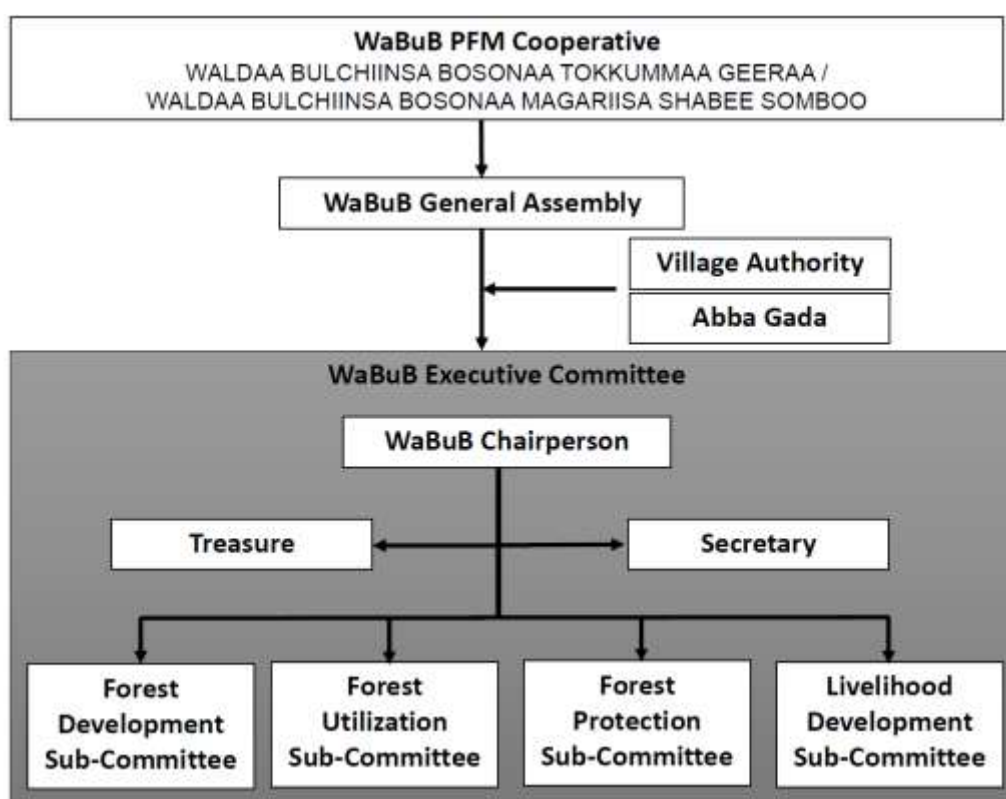 WaBuB PFM Cooperative
WALDAA BULCHIINSA BOSONAA TOKKUMMAA GEERAA /
WALDAA BULCHIINSA BOSONAA MAGARIISA SHABEE SOMBOO
WaBuB General Assembly
Village Authority
Abba Gada
WaBuB Executive Committee
WaBuB Chairperson
Treasure
Secretary
Forest
Development
Sub-Committee
Forest
Utilization
Sub-Committee
Forest
Protection
Sub-Committee
Livelihood
Development
Sub-Committee